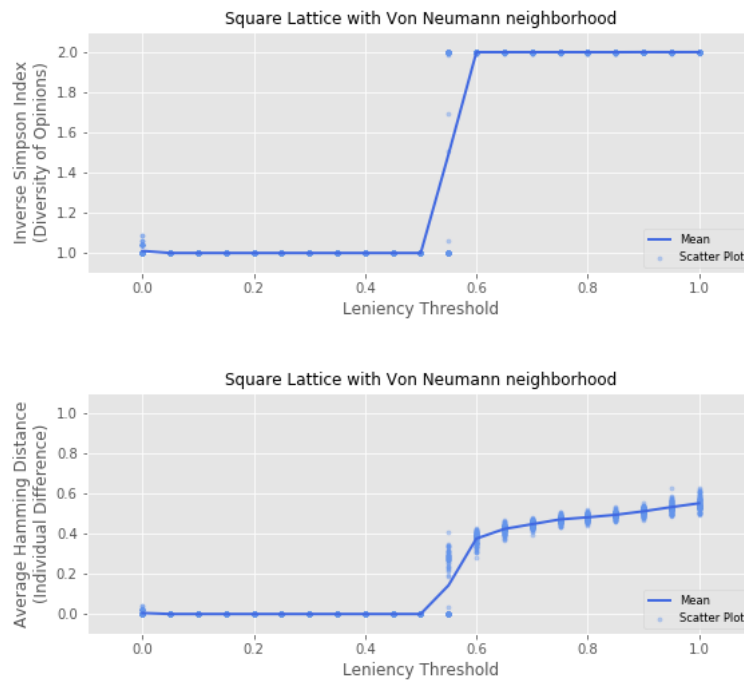 Square Lattice with Von Neumann neighborhood
Inverse Simpson Index
(Diversity of Opinions)
2.0
1.8
1.6
1.4
1.2
1.0
Mean
Scatter Plot
0.0 0.2 0.4 0.6 0.8 1.0
Leniency Threshold
Square Lattice with Von Neumann neighborhood
Average Hamming Distance
(Individual Difference)
1.0
0.8
0.6
0.4
0.2
0.0
Mean
Scatter Plot
0.0 0.2 0.4 0.6 0.8 1.0
Leniency Threshold